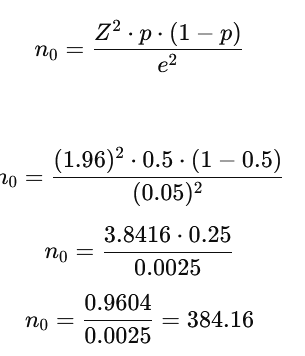 n₀ = Z² · p · (1 − p) / e²
n₀ = (1.96)² · 0.5 · (1 − 0.5) / (0.05)²
n₀ = 3.8416 · 0.25 / 0.0025
n₀ = 0.9604 / 0.0025 = 384.16